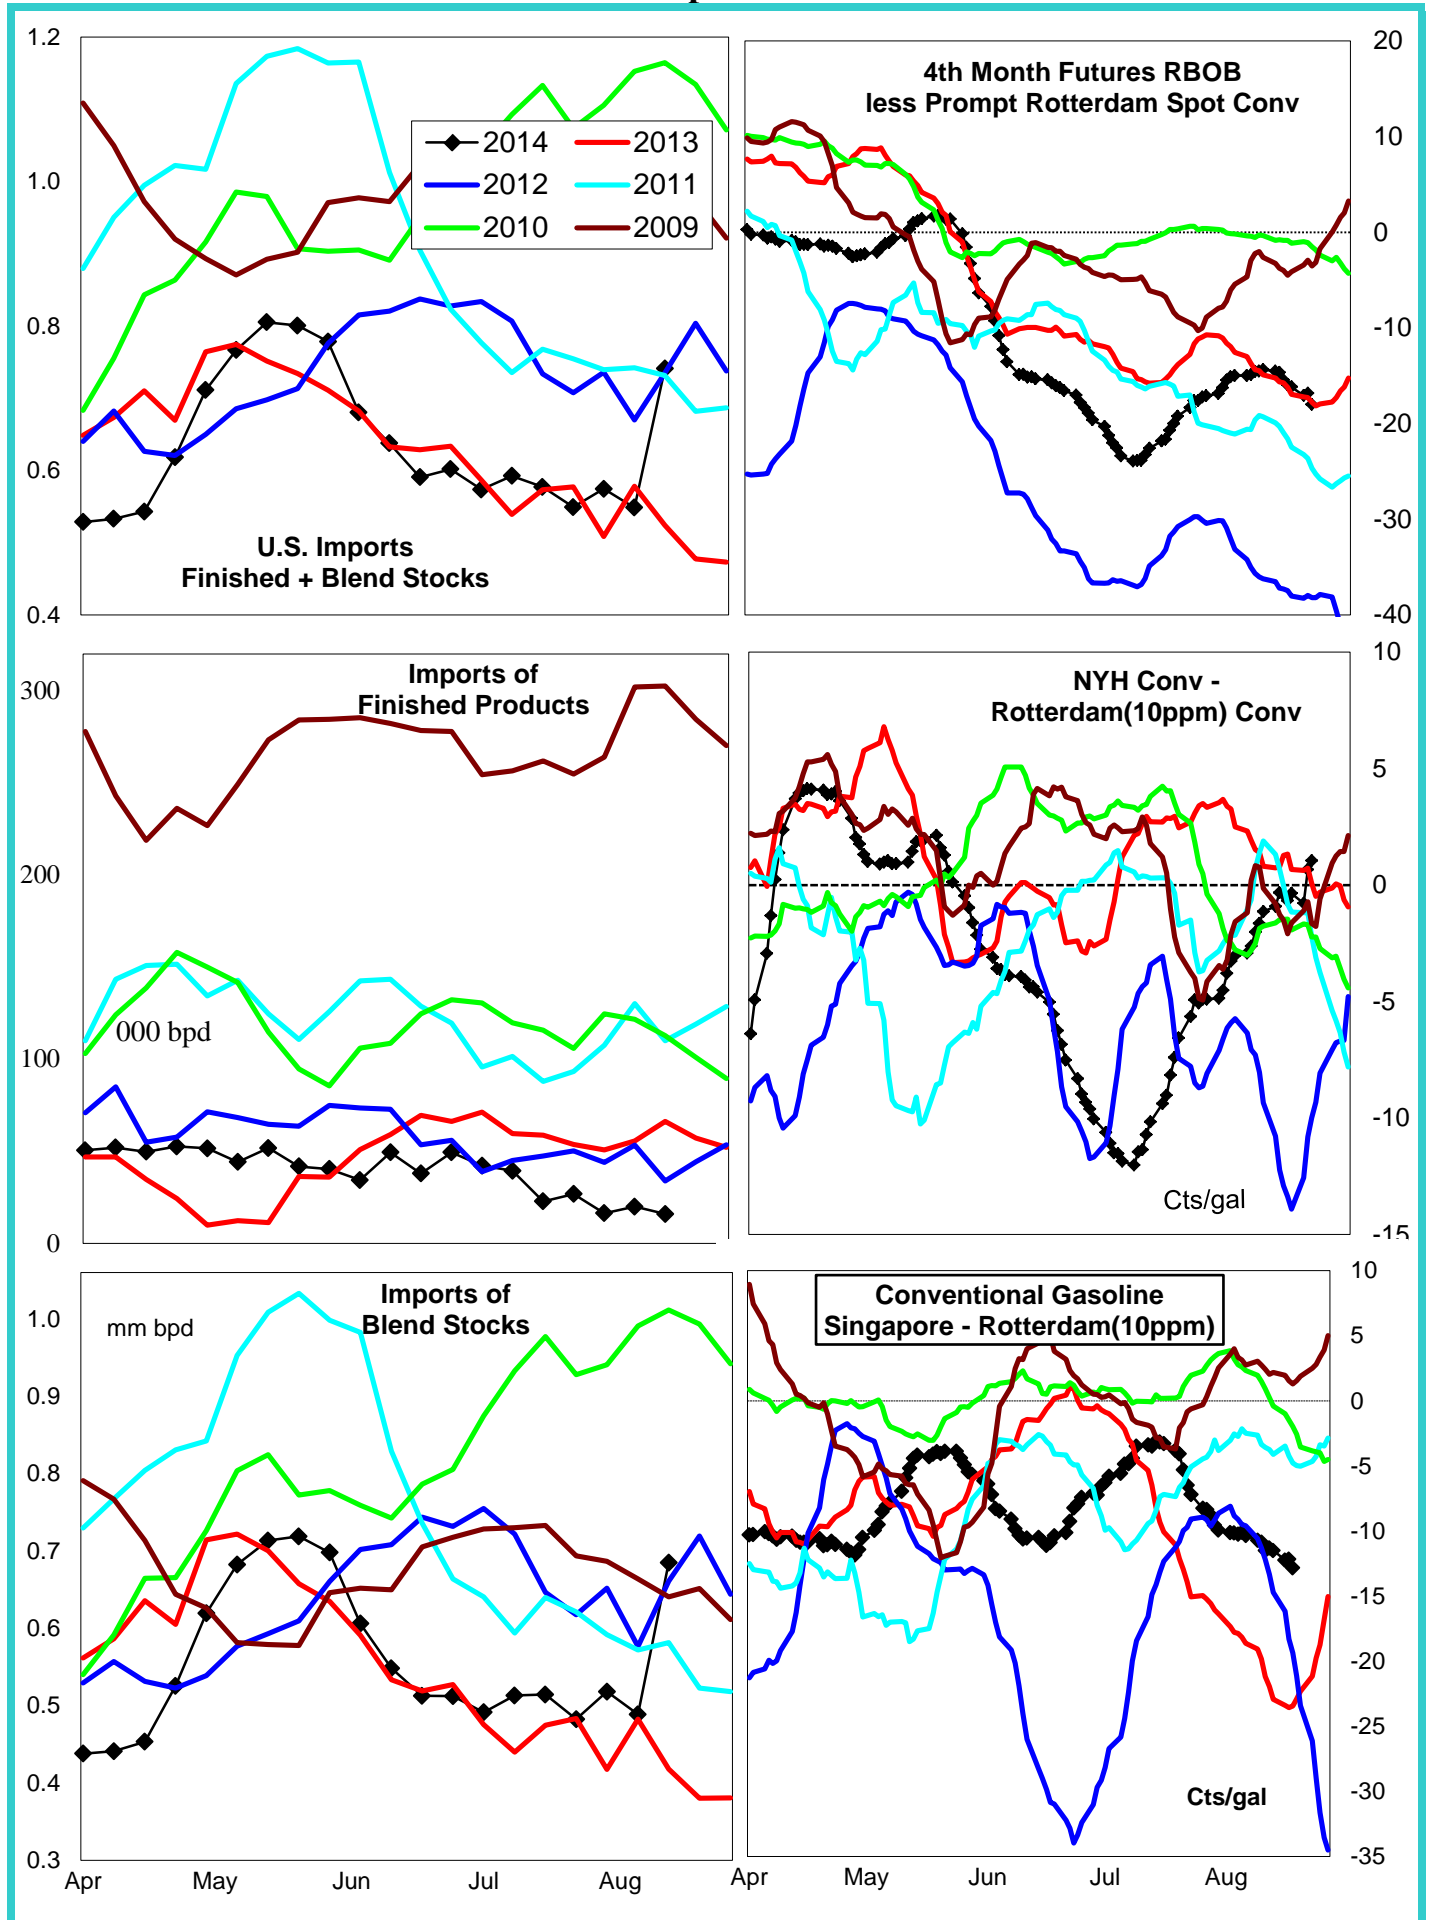 1.2
1.0
0.8
0.6
0.4
2014 2013
2012 2011
2010 2009
U.S. Imports
Finished + Blend Stocks
20
10
0
-10
-20
-30
-40
4th Month Futures RBOB
less Prompt Rotterdam Spot Conv
300
200
100
0
Imports of
Finished Products
000 bpd
10
5
0
-5
-10
-15
NYH Conv -
Rotterdam(10ppm) Conv
Cts/gal
1.0
0.9
0.8
0.7
0.6
0.5
0.4
0.3
mm bpd
Imports of
Blend Stocks
Apr May Jun Jul Aug
10
5
0
-5
-10
-15
-20
-25
-30
-35
Conventional Gasoline
Singapore - Rotterdam(10ppm)
Cts/gal
Apr May Jun Jul Aug